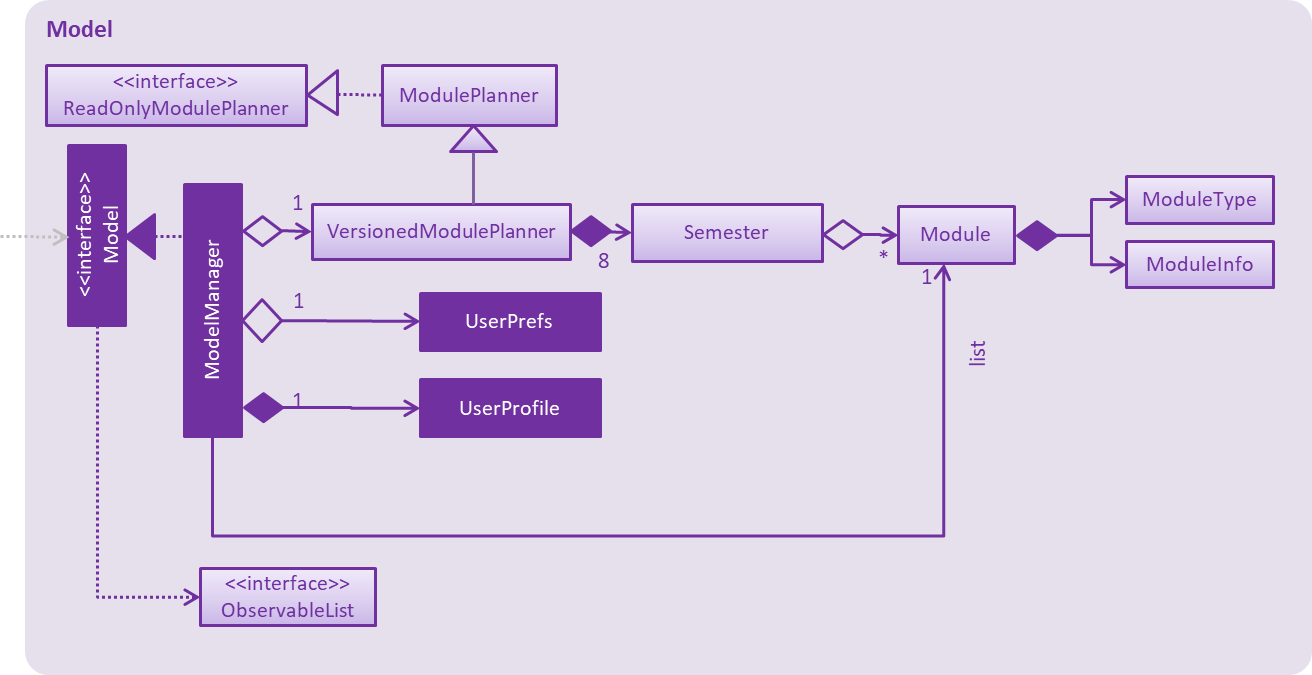 Model
<<interface>>
ReadOnlyModulePlanner
ModulePlanner
<<interface>>
Model
ModelManager
1
VersionedModulePlanner
8
Semester
*
Module
1
ModuleType
ModuleInfo
1
UserPrefs
list
1
UserProfile
<<interface>>
ObservableList